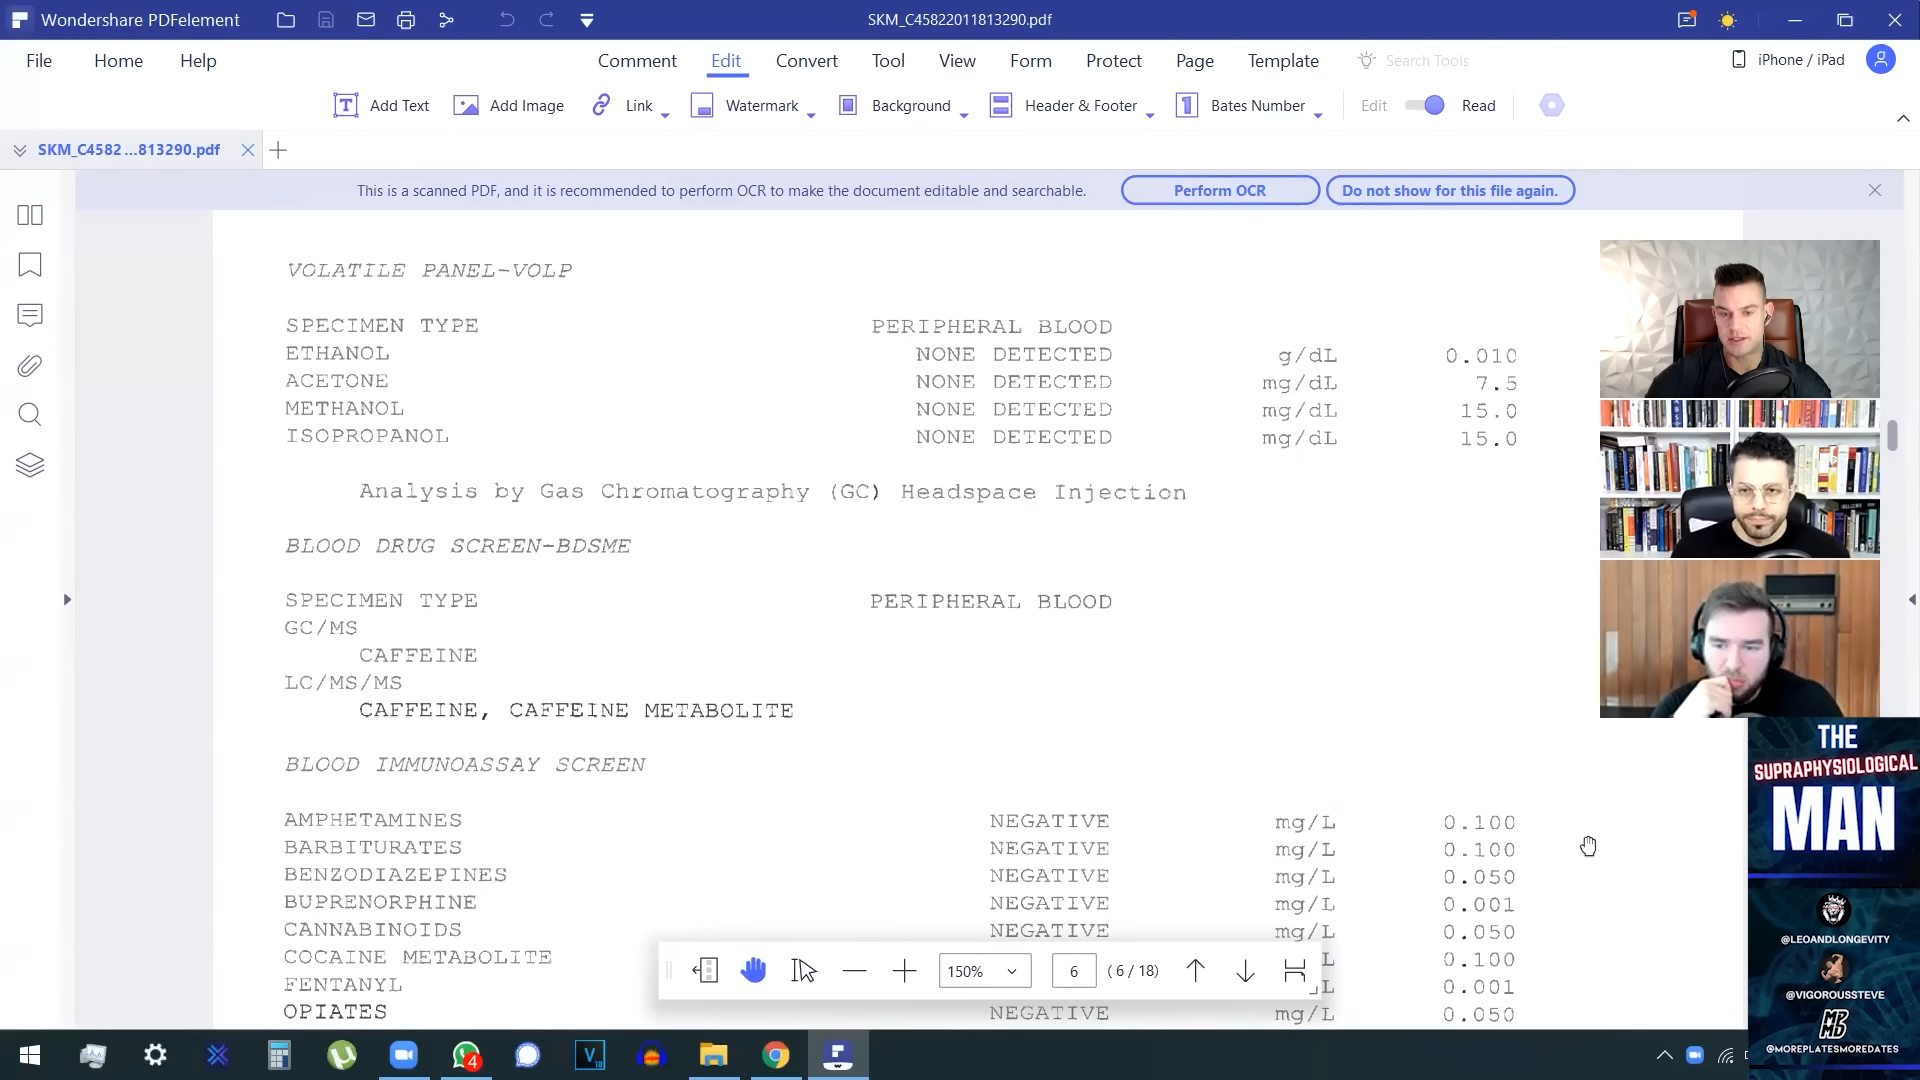 Wondershare PDFelement
SKM_C45822011813290.pdf
File Home Help Comment Edit Convert Tool View Form Protect Page Template Search Tools iPhone / iPad
Add Text Add Image Link Watermark Background Header & Footer Bates Number Edit Read
SKM_C4582 ...813290.pdf
This is a scanned PDF, and it is recommended to perform OCR to make the document editable and searchable. Perform OCR Do not show for this file again.
VOLATILE PANEL-VOLP
SPECIMEN TYPE PERIPHERAL BLOOD
ETHANOL NONE DETECTED g/dL 0.010
ACETONE NONE DETECTED mg/dL 7.5
METHANOL NONE DETECTED mg/dL 15.0
ISOPROPANOL NONE DETECTED mg/dL 15.0
Analysis by Gas Chromatography (GC) Headspace Injection
BLOOD DRUG SCREEN-BDSME
SPECIMEN TYPE PERIPHERAL BLOOD
GC/MS
CAFFEINE
LC/MS/MS
CAFFEINE, CAFFEINE METABOLITE
BLOOD IMMUNOASSAY SCREEN
AMPHETAMINES NEGATIVE mg/L 0.100
BARBITURATES NEGATIVE mg/L 0.100
BENZODIAZEPINES NEGATIVE mg/L 0.050
BUPRENORPHINE NEGATIVE mg/L 0.001
CANNABINOIDS NEGATIVE mg/L 0.050
COCAINE METABOLITE 0.100
FENTANYL 0.001
OPIATES NEGATIVE mg/L 0.050
150% 6 ( 6 / 18)
THE
SUPRAPHYSIOLOGICAL
MAN
@LEOANDLONGEVITY
@VIGOROUSSTEVE
@MOREPLATESMOREDATES
4